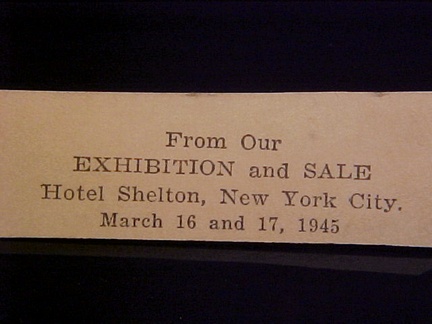 From Our
EXHIBITION and SALE
Hotel Shelton, New York City.
March 16 and 17, 1945